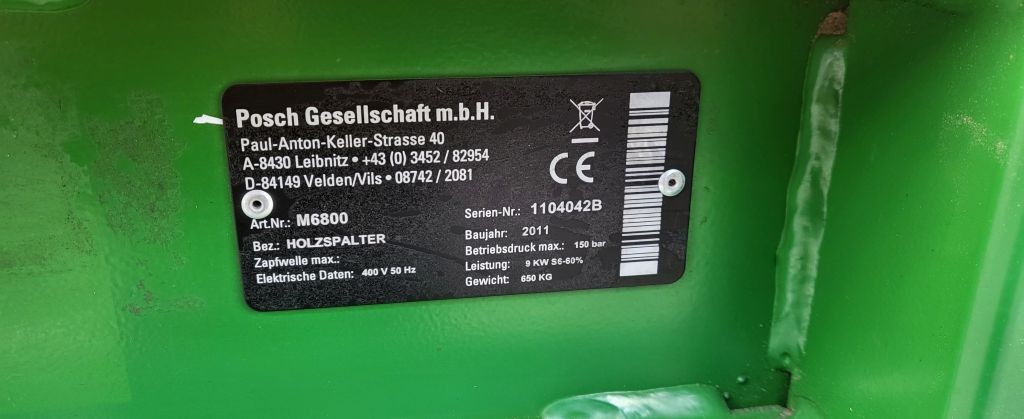 Posch Gesellschaft m.b.H.
Paul-Anton-Keller-Strasse 40
A-8430 Leibnitz • +43 (0) 3452 / 82954
D-84149 Velden/Vils • 08742 / 2081
Art.Nr.: M6800
Bez.: HOLZSPALTER
Zapfwelle max.:
Elektrische Daten: 400 V 50 Hz
CE
Serien-Nr.: 1104042B
Baujahr: 2011
Betriebsdruck max.: 150 bar
Leistung: 9 KW S6-60%
Gewicht: 650 KG